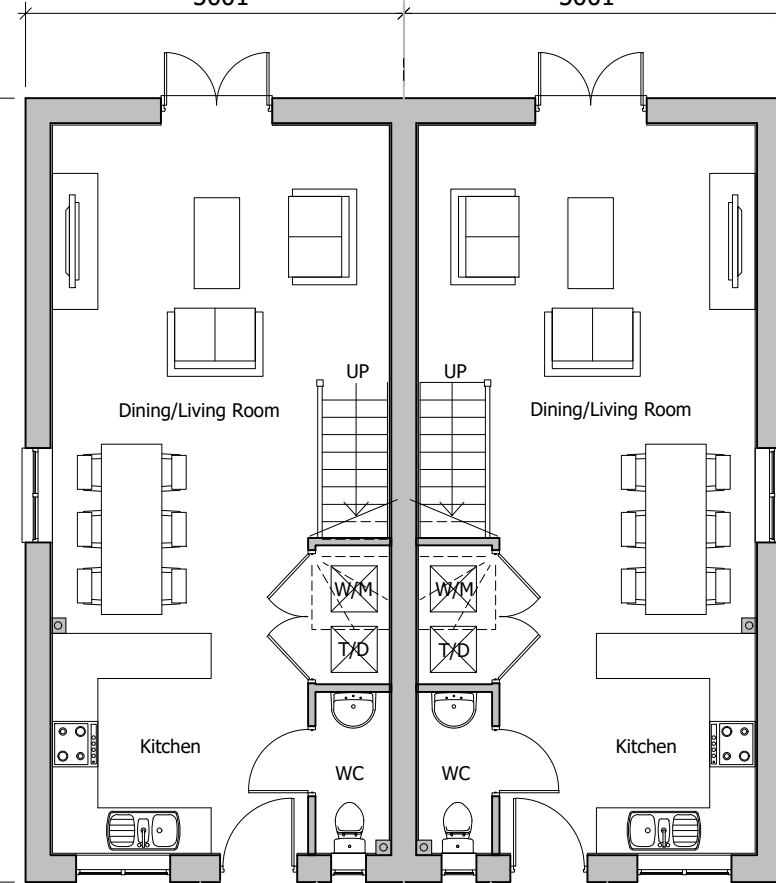 UP UP
Dining/Living Room Dining/Living Room
W/M W/M
T/D T/D
Kitchen Kitchen
WC WC